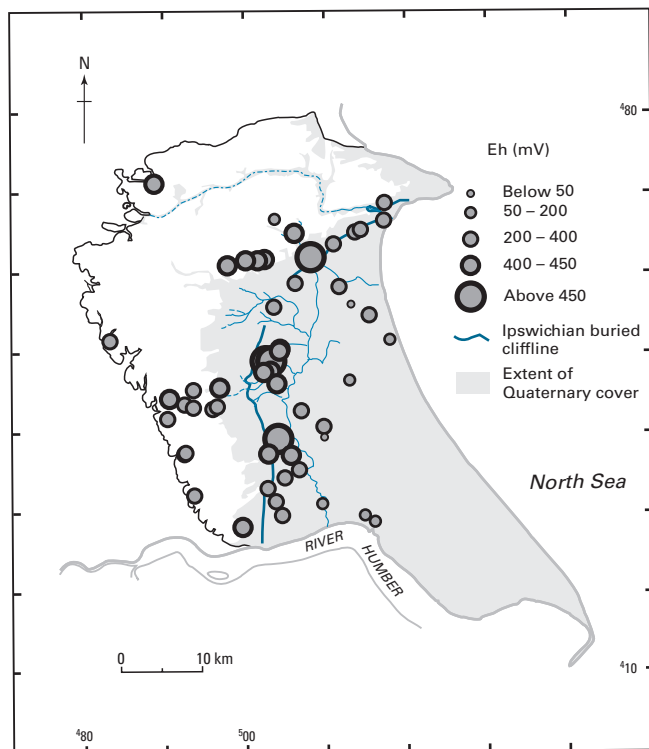 N
⁴80
Eh (mV)
Below 50
50 – 200
200 – 400
400 – 450
Above 450
Ipswichian buried
cliffline
Extent of
Quaternary cover
North Sea
RIVER
HUMBER
0 10 km
⁴10
⁴80
⁵00